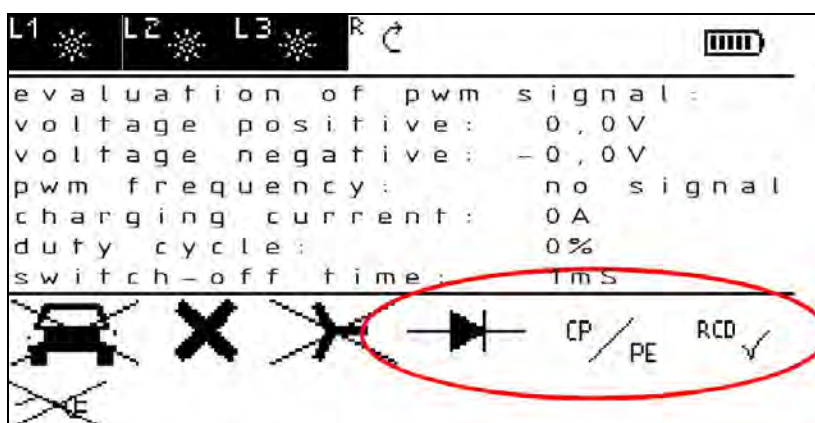 L1 L2 L3 R
evaluation of pwm signal:
voltage positive: 0,0V
voltage negative: -0,0V
pwm frequency: no signal
charging current: 0A
duty cycle: 0%
switch-off time: 1mS
CP/PE RCD
E